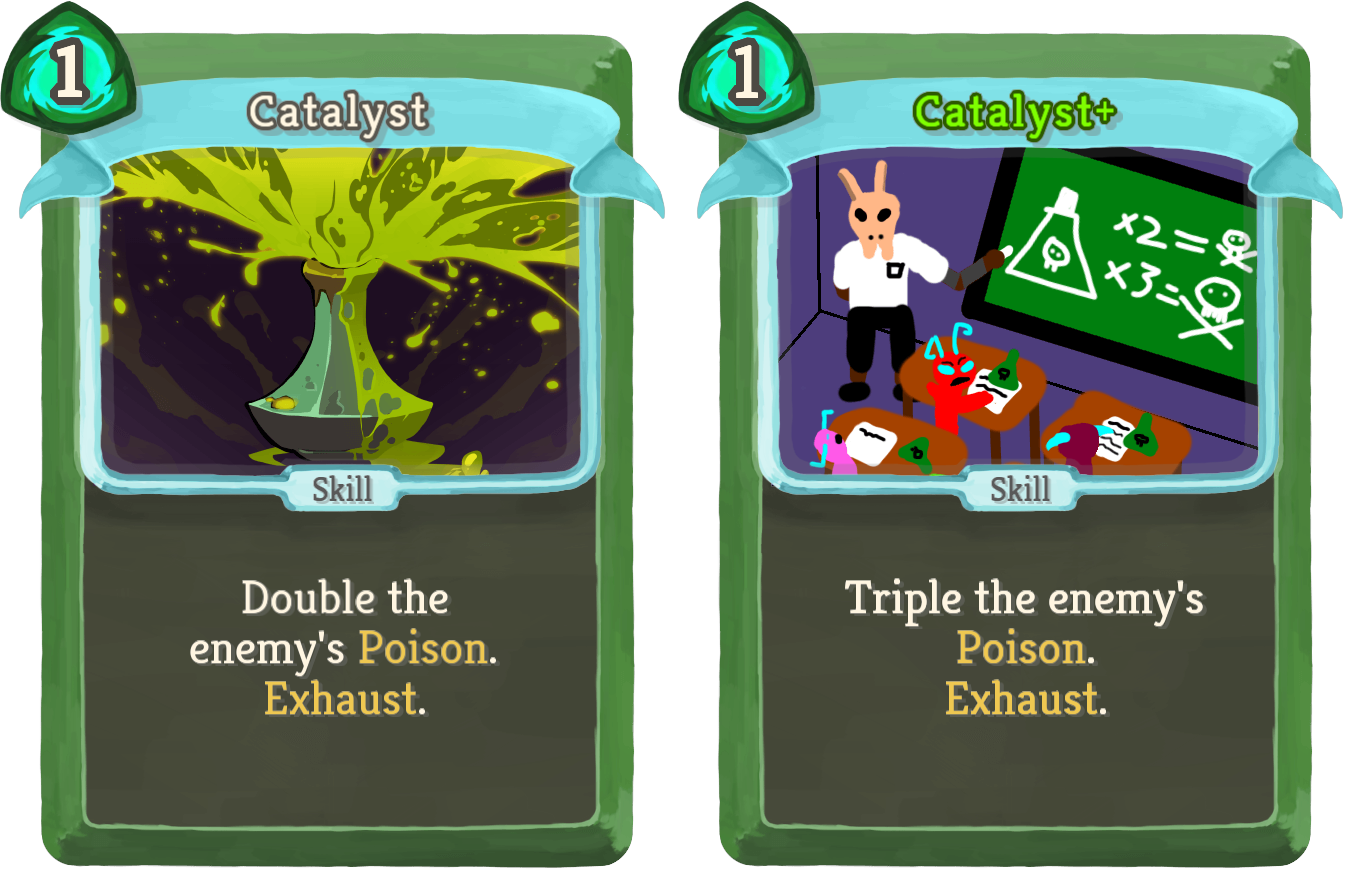 1
Catalyst
Skill
Double the
enemy's Poison.
Exhaust.
1
Catalyst+
x2=
x3=
Skill
Triple the enemy's
Poison.
Exhaust.